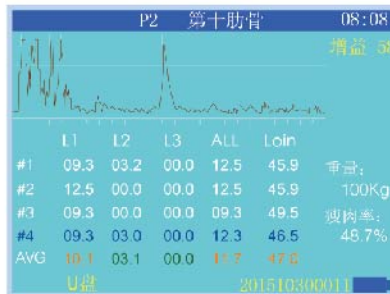 P2 第十肋骨 08:08
增益 58
L1 L2 L3 ALL Loin
#1 09.3 03.2 00.0 12.5 45.9 重量:
#2 12.5 00.0 00.0 12.5 45.9 100Kg
#3 09.3 00.0 00.0 09.3 49.5 瘦肉率:
#4 09.3 03.0 00.0 12.3 46.5 48.7%
AVG 10.1 03.1 00.0 11.7 47.0
U盘 201510300011